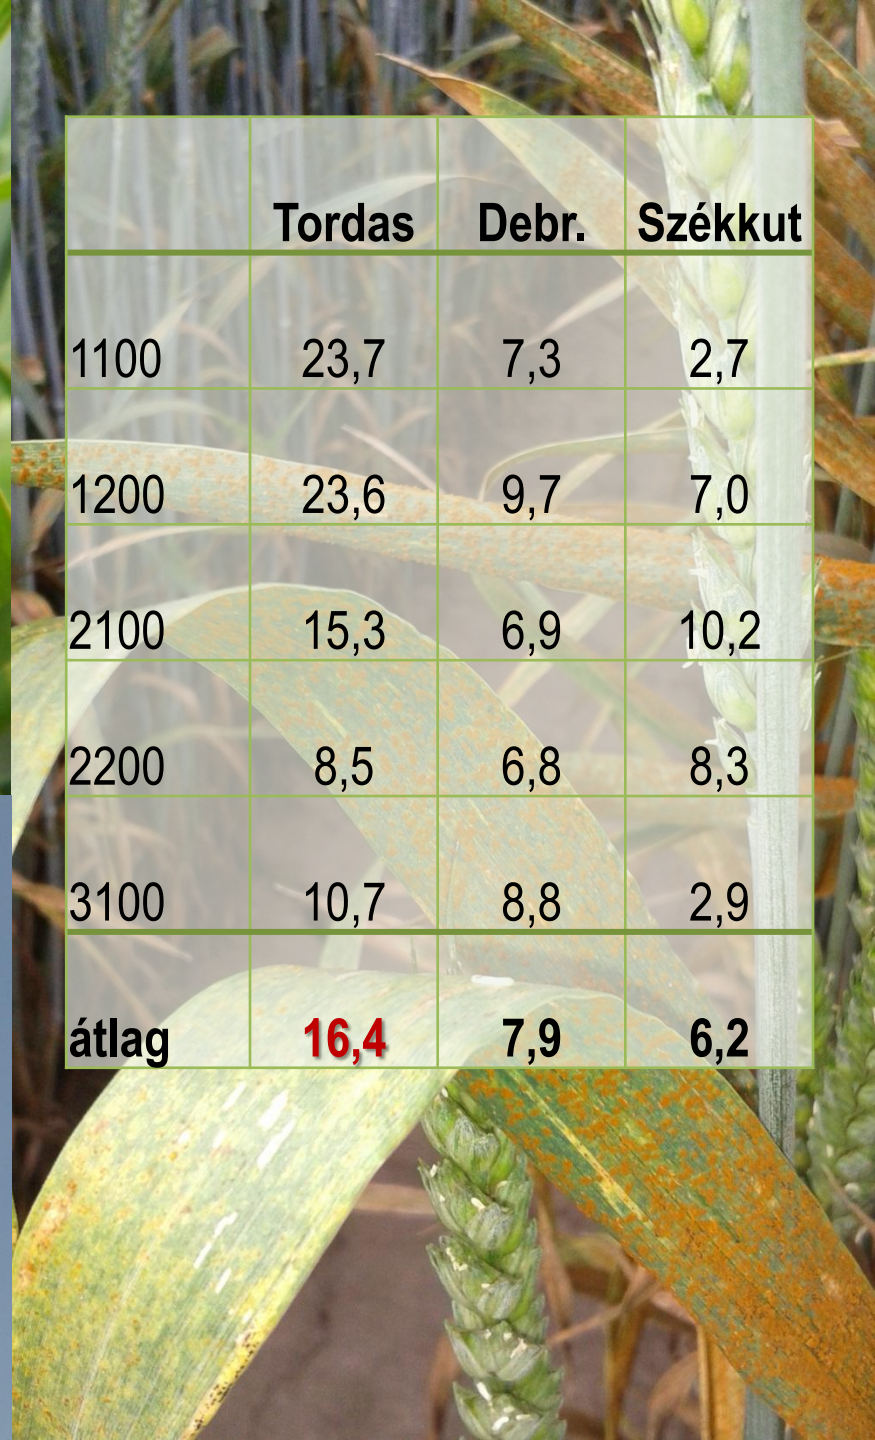 Tordas Debr. Székkut
1100 23,7 7,3 2,7
1200 23,6 9,7 7,0
2100 15,3 6,9 10,2
2200 8,5 6,8 8,3
3100 10,7 8,8 2,9
átlag 16,4 7,9 6,2